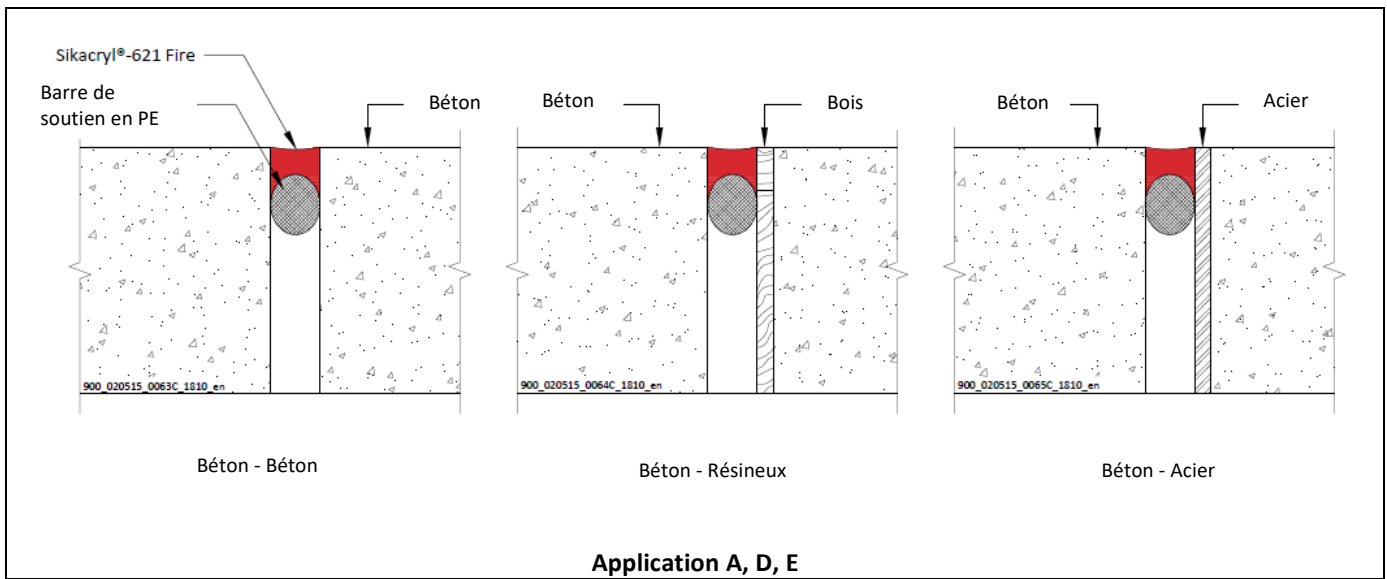 Sikacryl®-621 Fire
Barre de
soutien en PE
Béton
Béton
Bois
Béton
Acier
900_020515_0063C_1810_en
900_020515_0064C_1810_en
900_020515_0065C_1810_en
Béton - Béton
Béton - Résineux
Béton - Acier
Application A, D, E